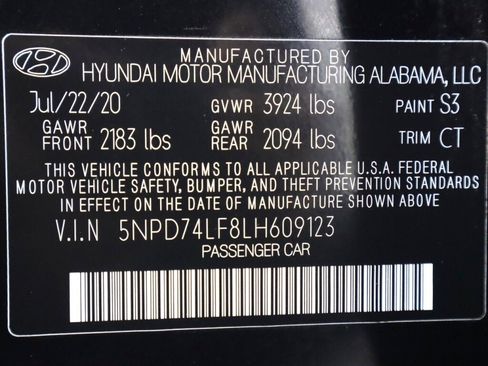 MANUFACTURED BY
HYUNDAI MOTOR MANUFACTURING ALABAMA, LLC
Jul/22/20 GVWR 3924 lbs PAINT S3
GAWR FRONT 2183 lbs GAWR REAR 2094 lbs TRIM CT
THIS VEHICLE CONFORMS TO ALL APPLICABLE U.S.A. FEDERAL
MOTOR VEHICLE SAFETY, BUMPER, AND THEFT PREVENTION
STANDARDS IN EFFECT ON THE DATE OF MANUFACTURE SHOWN ABOVE
V.I.N 5NPD74LF8LH609123
PASSENGER CAR